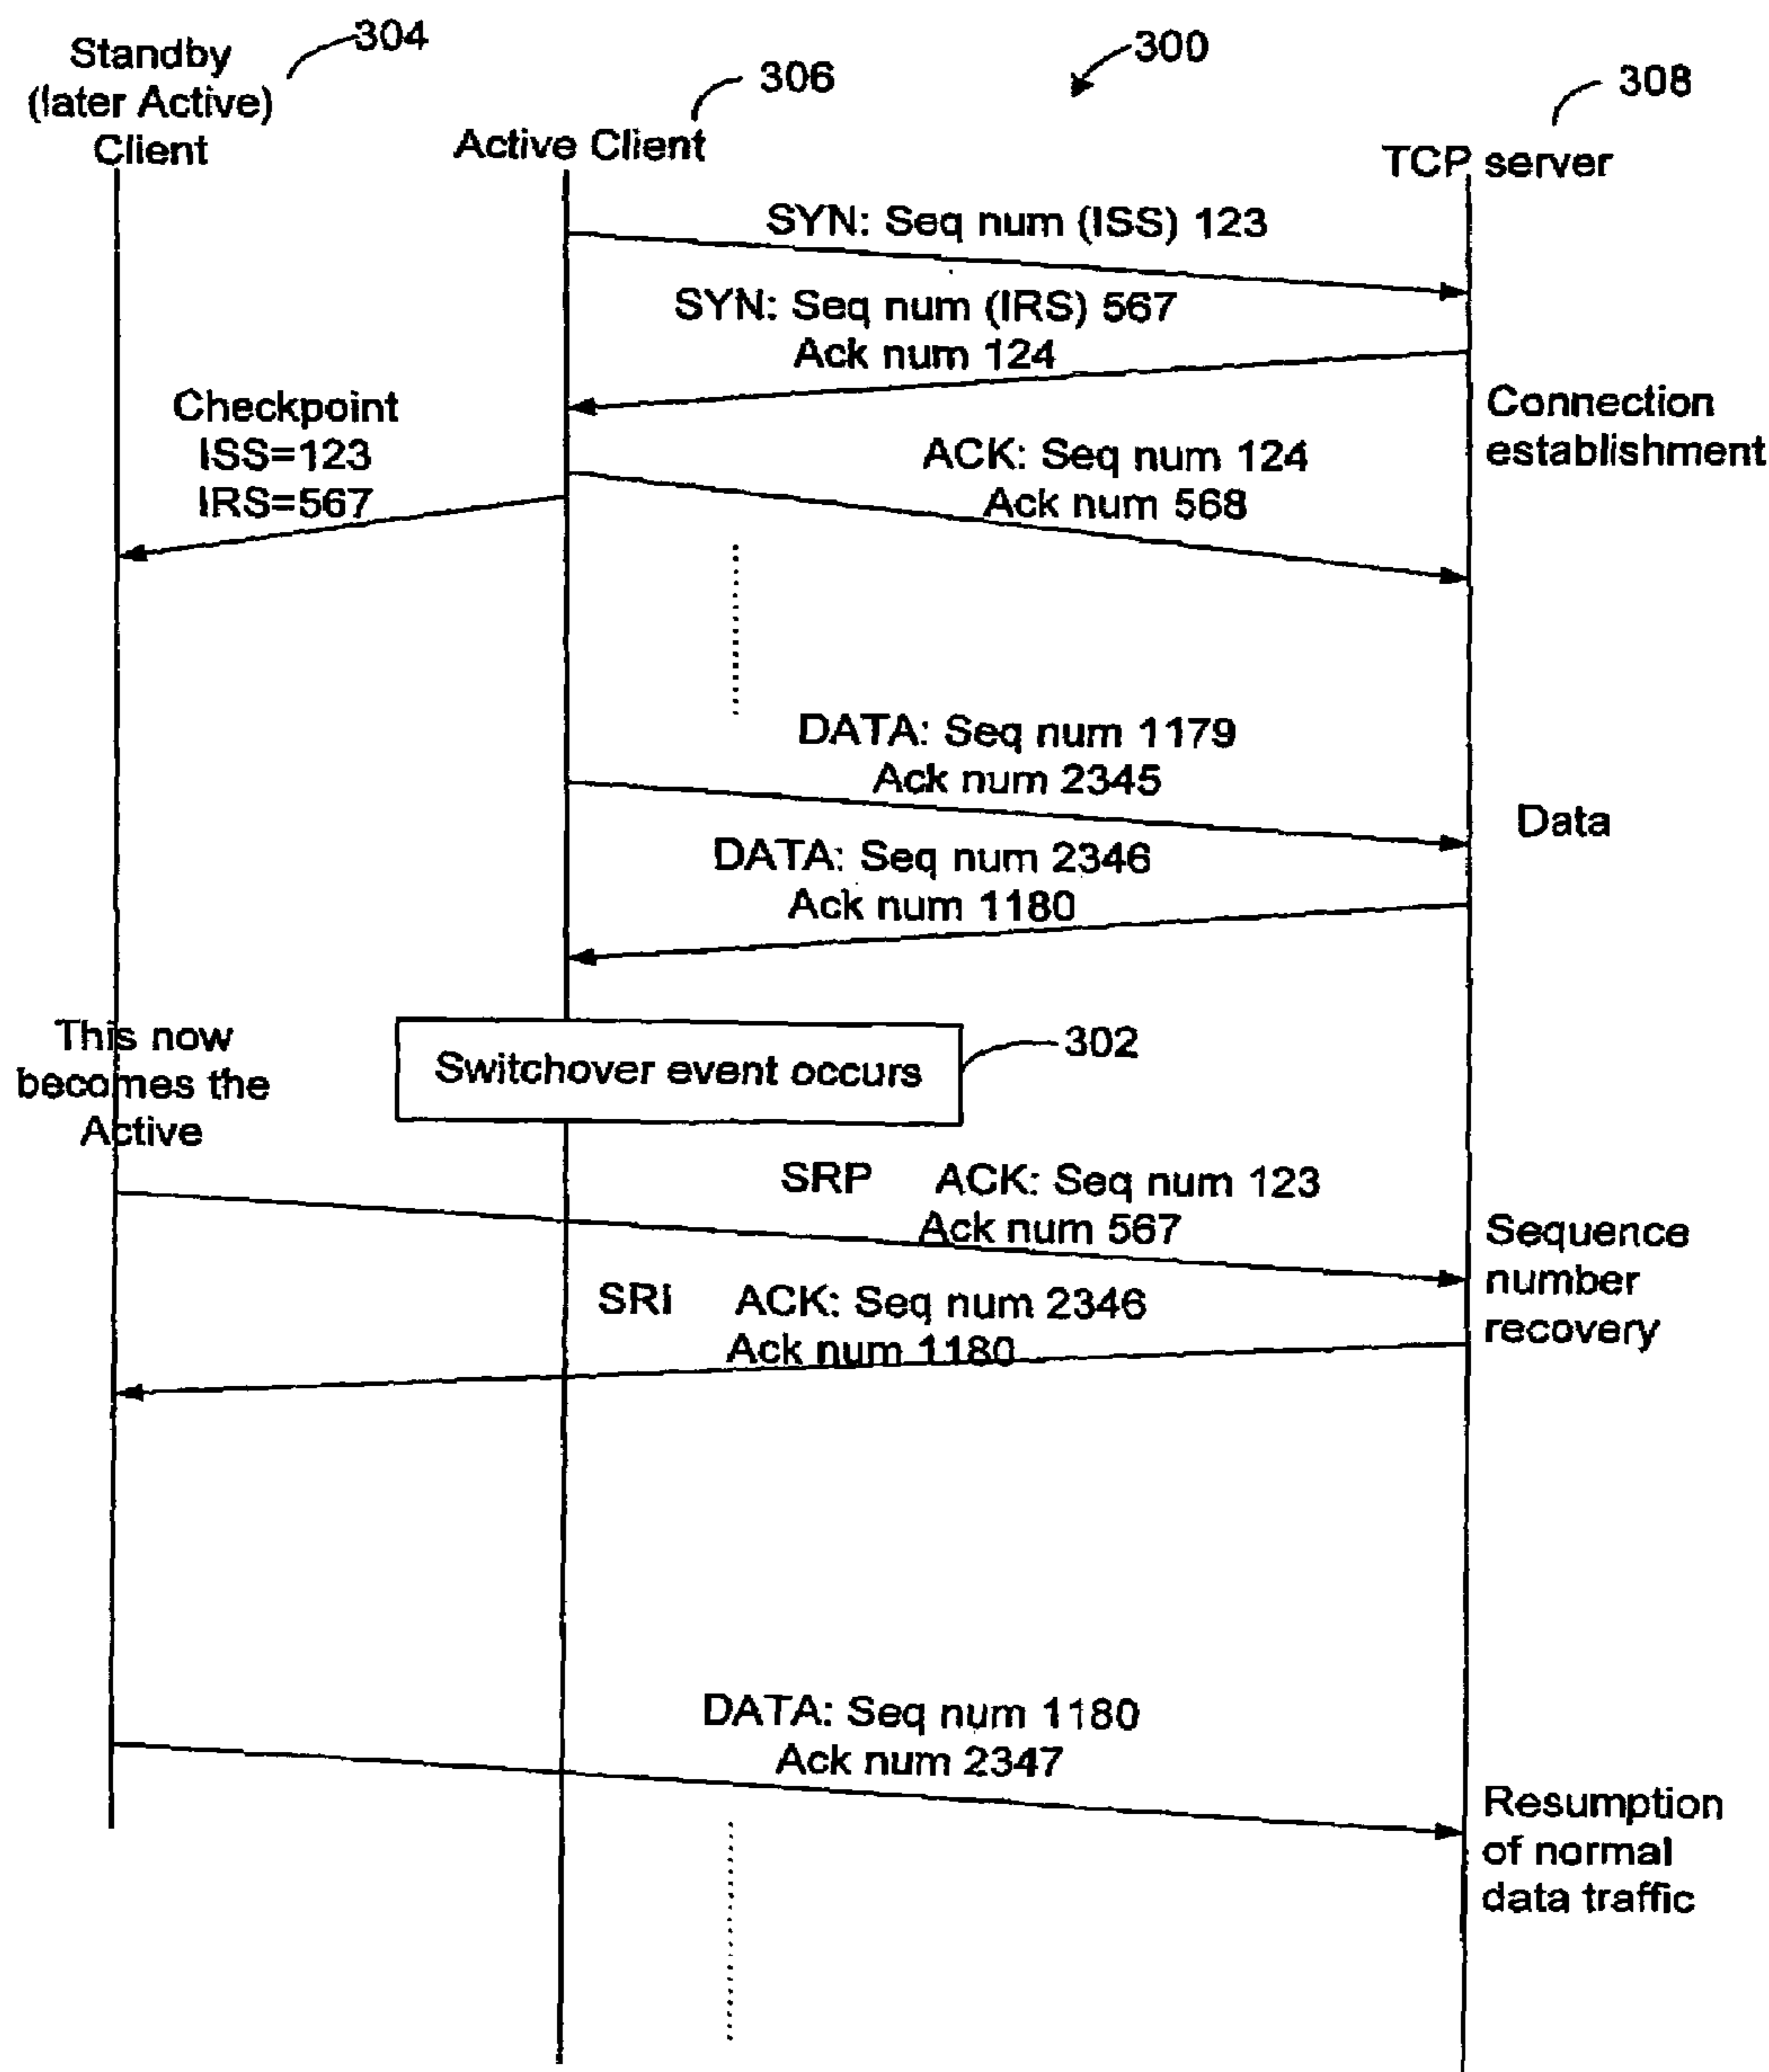 Standby
(later Active)
Client
304
Active Client
306
300
TCP server
308
SYN: Seq num (ISS) 123
SYN: Seq num (IRS) 567
Ack num 124
Checkpoint
ISS=123
IRS=567
Connection
establishment
ACK: Seq num 124
Ack num 568
DATA: Seq num 1179
Ack num 2345
Data
DATA: Seq num 2346
Ack num 1180
This now
becomes the
Active
Switchover event occurs
302
SRP ACK: Seq num 123
Ack num 567
Sequence
number
recovery
SRI ACK: Seq num 2346
Ack num 1180
DATA: Seq num 1180
Ack num 2347
Resumption
of normal
data traffic